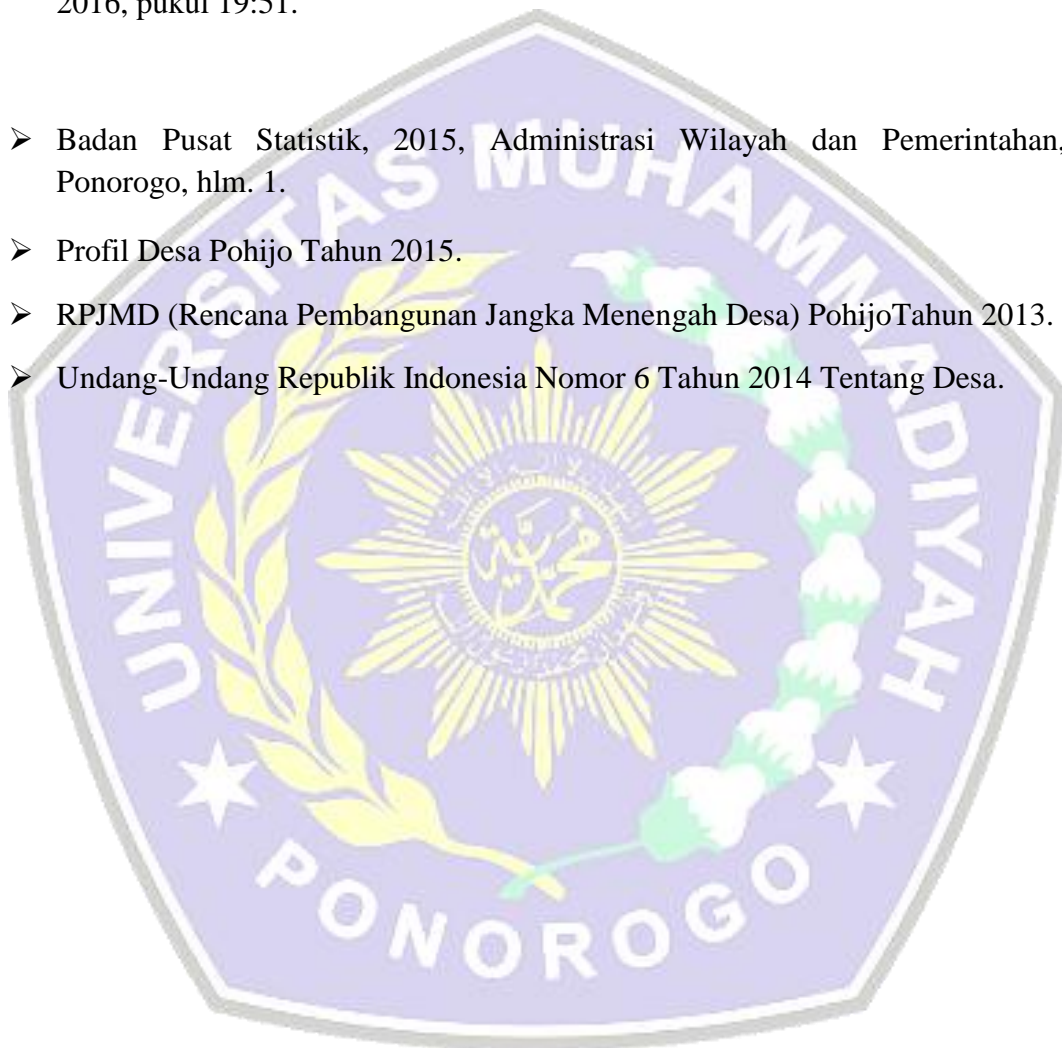 2016, pukul 19:51.
➢ Badan Pusat Statistik, 2015, Administrasi Wilayah dan Pemerintahan,
Ponorogo, hlm. 1.
➢ Profil Desa Pohijo Tahun 2015.
➢ RPJMD (Rencana Pembangunan Jangka Menengah Desa) PohijoTahun 2013.
➢ Undang-Undang Republik Indonesia Nomor 6 Tahun 2014 Tentang Desa.
UNIVERSITAS MUHAMMADIYAH
محمدية
PONOROGO